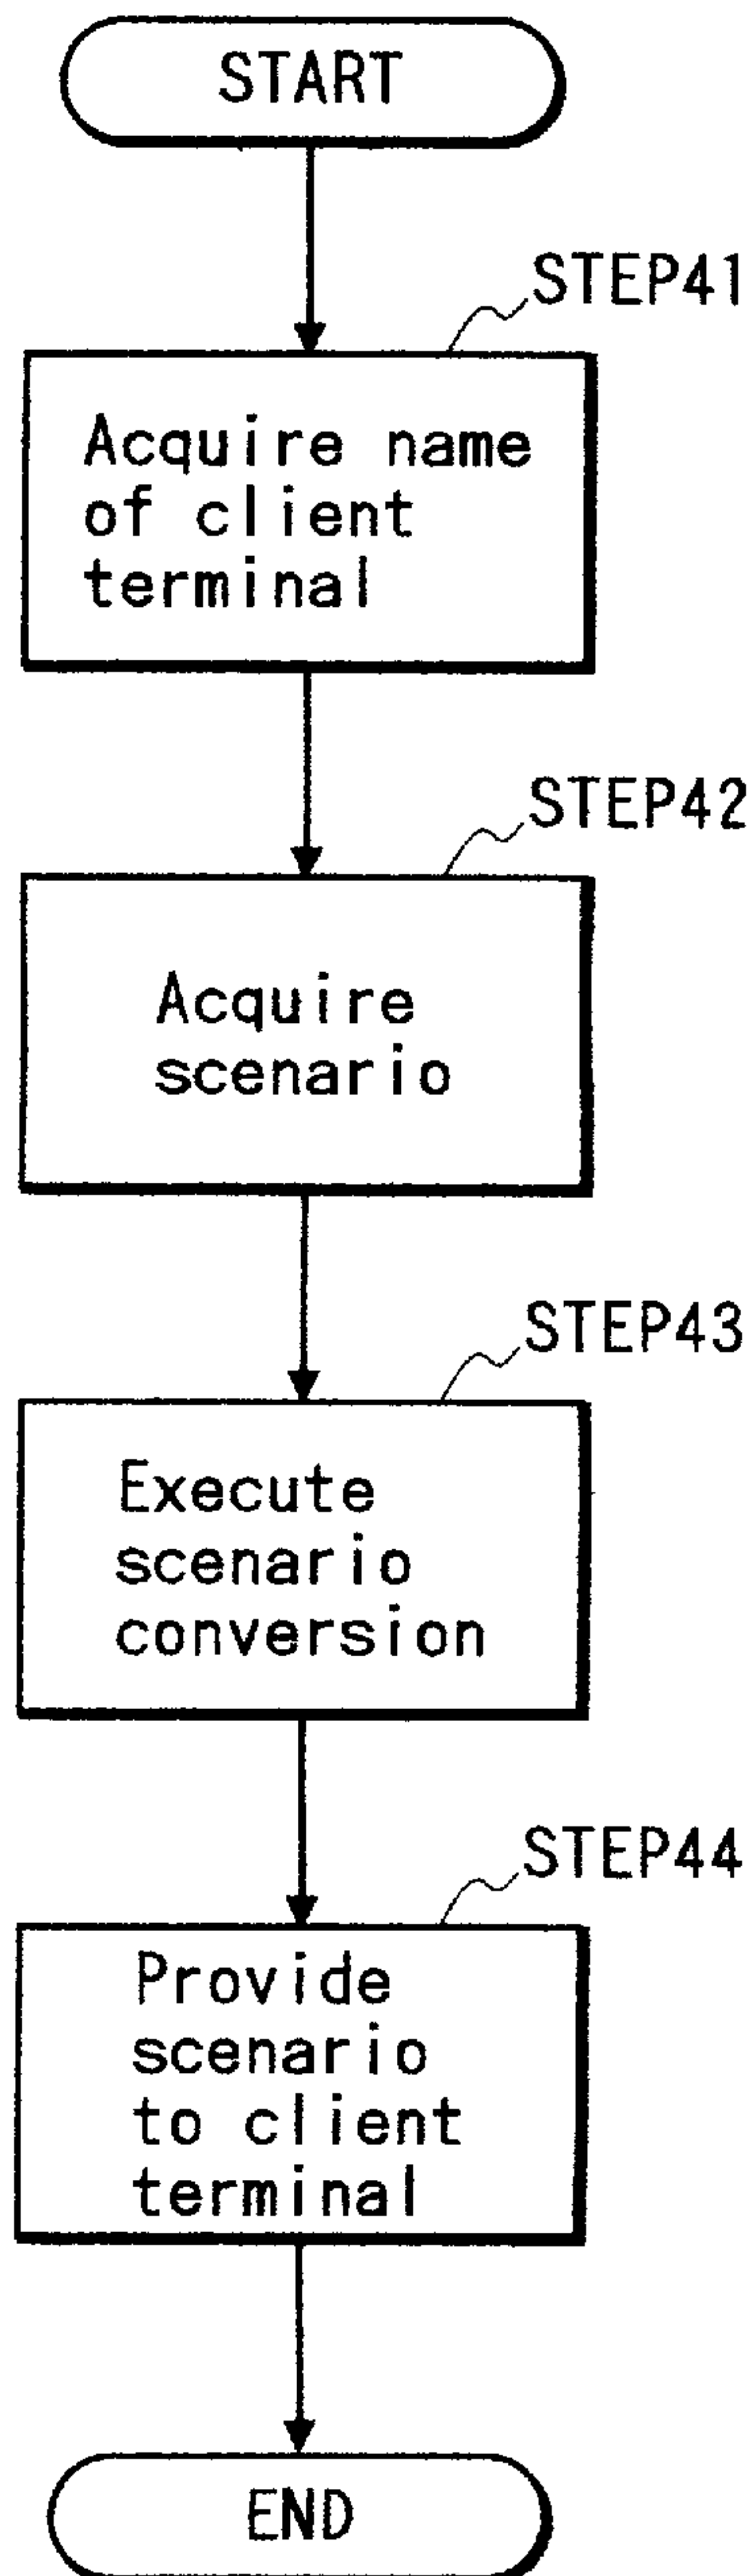 START
STEP41
Acquire name
of client
terminal
STEP42
Acquire
scenario
STEP43
Execute
scenario
conversion
STEP44
Provide
scenario
to client
terminal
END